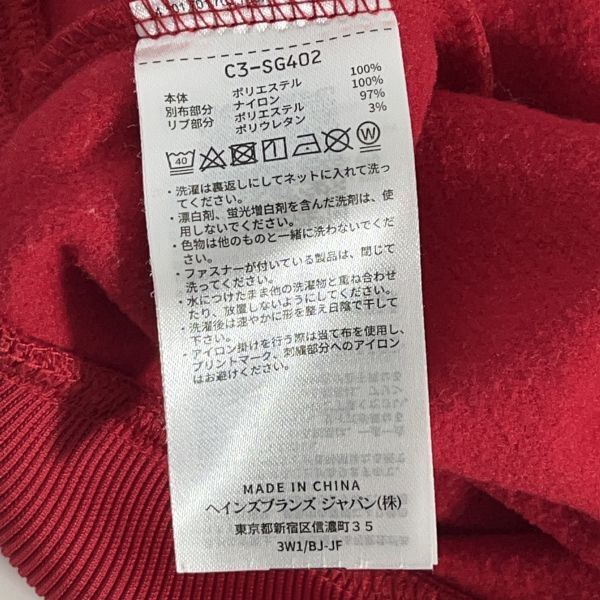 C3-SG402
本体 ポリエステル 100%
別布部分 ナイロン 100%
リブ部分 ポリエステル 97%
ポリウレタン 3%
40 W
・洗濯は裏返しにしてネットに入れて洗っ
てください。
・漂白剤、蛍光増白剤を含んだ洗剤は、使
用しないでください。
・色物は他のものと一緒に洗わないでくだ
さい。
・ファスナーが付いている製品は、閉じて
洗ってください。
・水につけたまま他の洗濯物と重ね合わせ
たり、放置しないようにしてください。
・洗濯後は速やかに形を整え日陰で干して
下さい。
・アイロン掛けを行う際は当て布を使用し、
プリントマーク、刺繍部分へのアイロン
はお避けください。
MADE IN CHINA
ヘインズブランズ ジャパン(株)
東京都新宿区信濃町35
3W1/BJ-JF